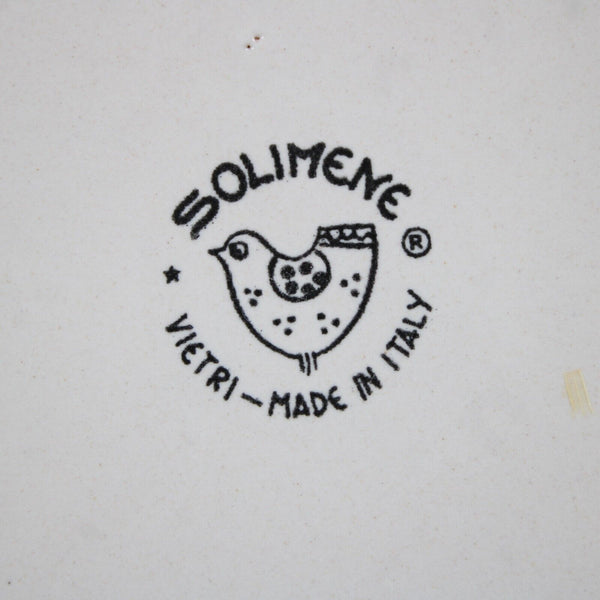 SOLIMENE
®
VIETRI — MADE IN ITALY